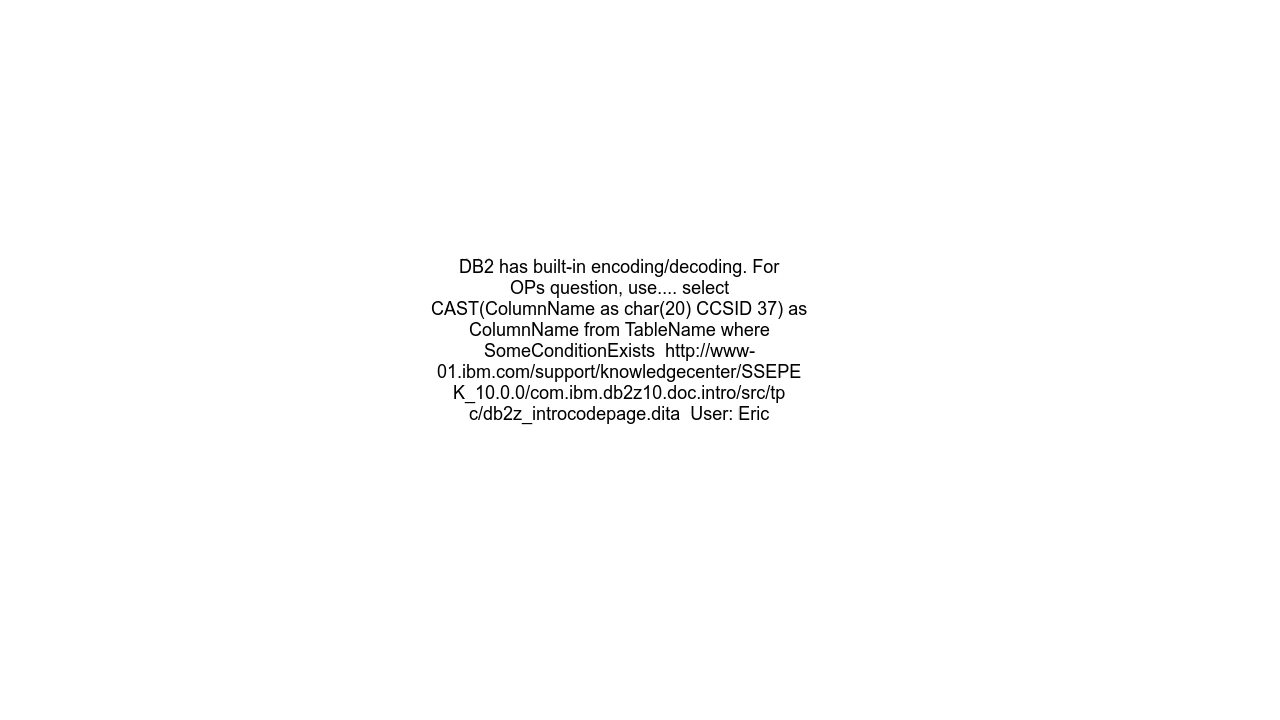 DB2 has built-in encoding/decoding. For
OPs question, use.... select
CAST(ColumnName as char(20) CCSID 37) as
ColumnName from TableName where
SomeConditionExists  http://www-
01.ibm.com/support/knowledgecenter/SSEPE
K_10.0.0/com.ibm.db2z10.doc.intro/src/tp
c/db2z_introcodepage.dita  User: Eric